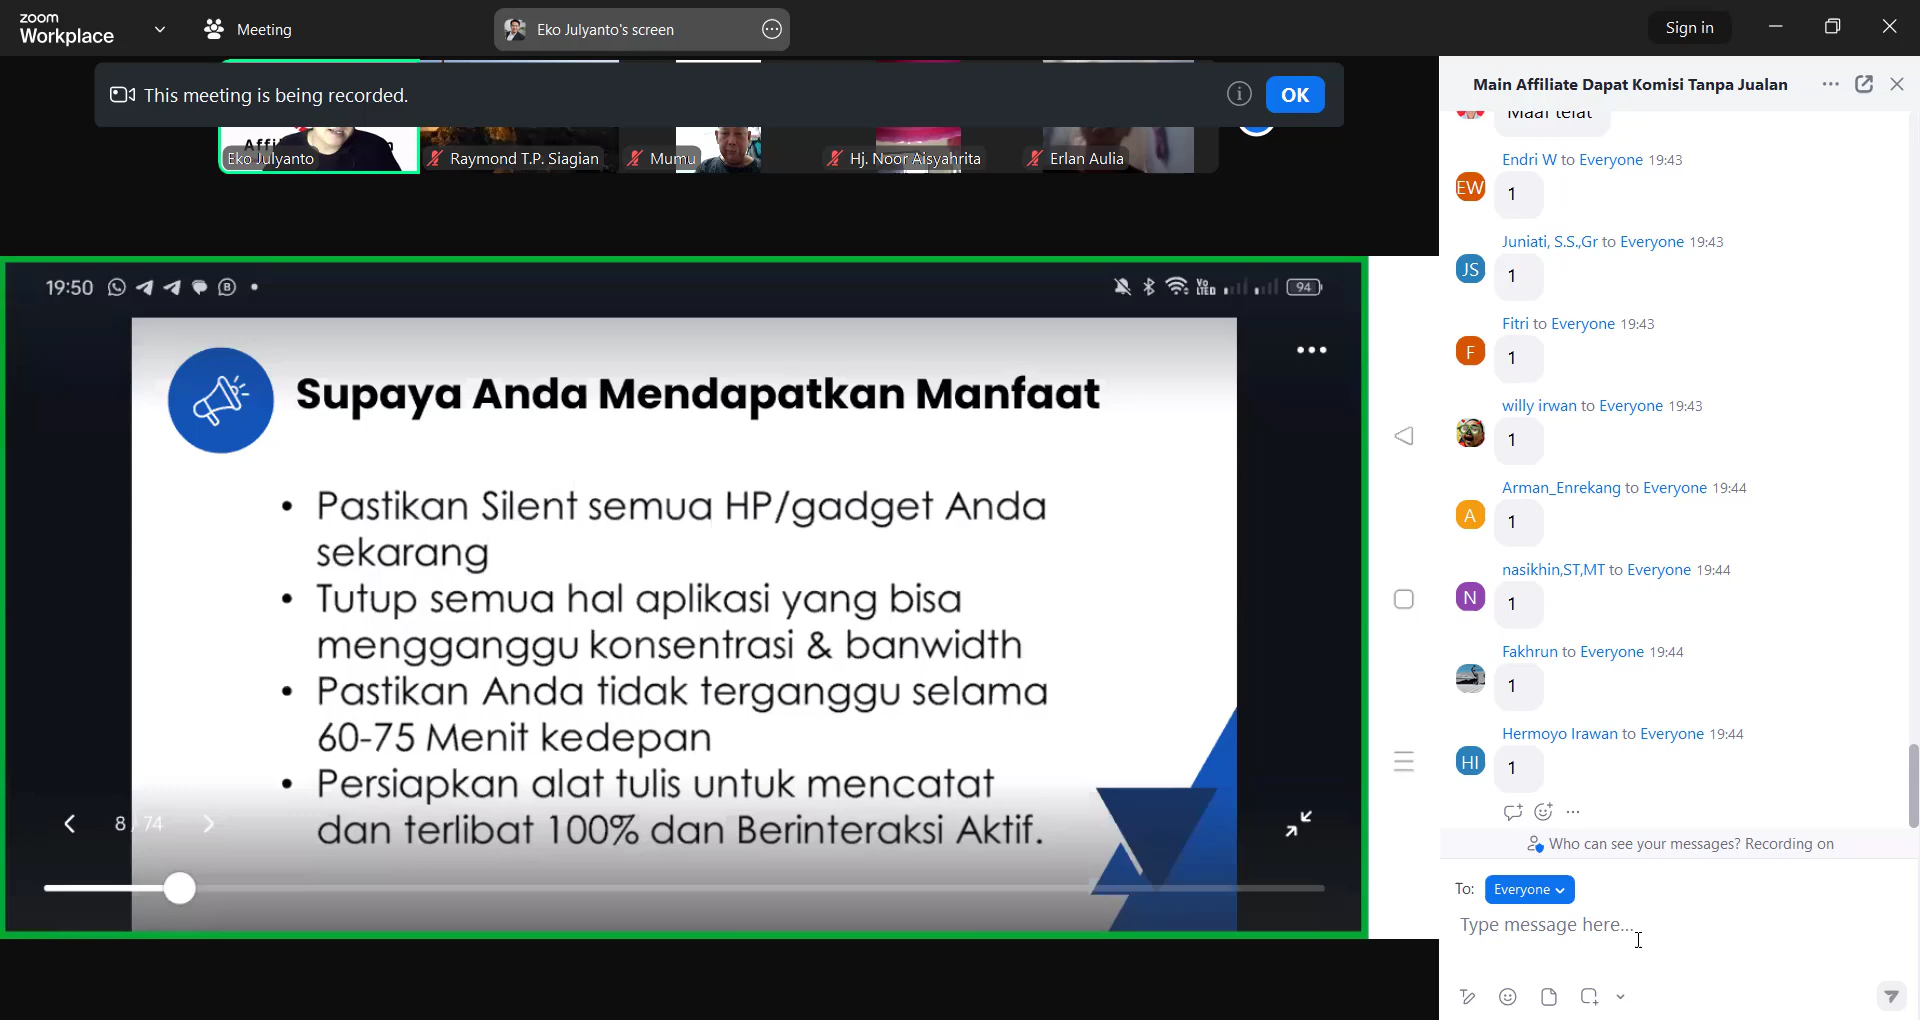 zoom
Workplace
Meeting
Eko Julyanto's screen
Sign in
This meeting is being recorded.
OK
Eko Julyanto
Raymond T.P. Siagian
Mumu
Hj. Noor Aisyahrita
Erlan Aulia
19:50
94
Supaya Anda Mendapatkan Manfaat
• Pastikan Silent semua HP/gadget Anda
sekarang
• Tutup semua hal aplikasi yang bisa
mengganggu konsentrasi & banwidth
• Pastikan Anda tidak terganggu selama
60-75 Menit kedepan
• Persiapkan alat tulis untuk mencatat
dan terlibat 100% dan Berinteraksi Aktif.
8 / 74
Main Affiliate Dapat Komisi Tanpa Jualan
Maaf telat
Endri W to Everyone 19:43
EW
1
Juniati, S.S.,Gr to Everyone 19:43
JS
1
Fitri to Everyone 19:43
F
1
willy irwan to Everyone 19:43
1
Arman_Enrekang to Everyone 19:44
A
1
nasikhin,ST,MT to Everyone 19:44
N
1
Fakhrun to Everyone 19:44
1
Hermoyo Irawan to Everyone 19:44
HI
1
Who can see your messages? Recording on
To: Everyone
Type message here...